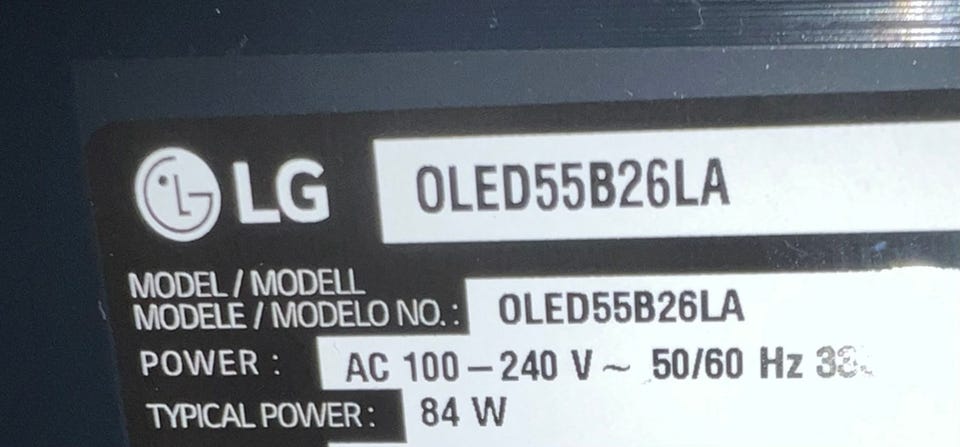 LG OLED55B26LA
MODEL / MODELL
MODELE / MODELO NO. : OLED55B26LA
POWER : AC 100 – 240 V ~ 50/60 Hz
TYPICAL POWER : 84 W